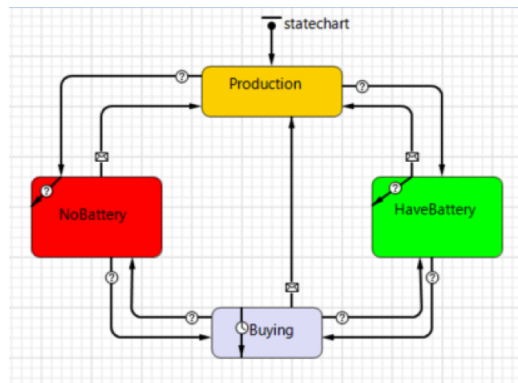 statechart
Production
NoBattery
HaveBattery
Buying